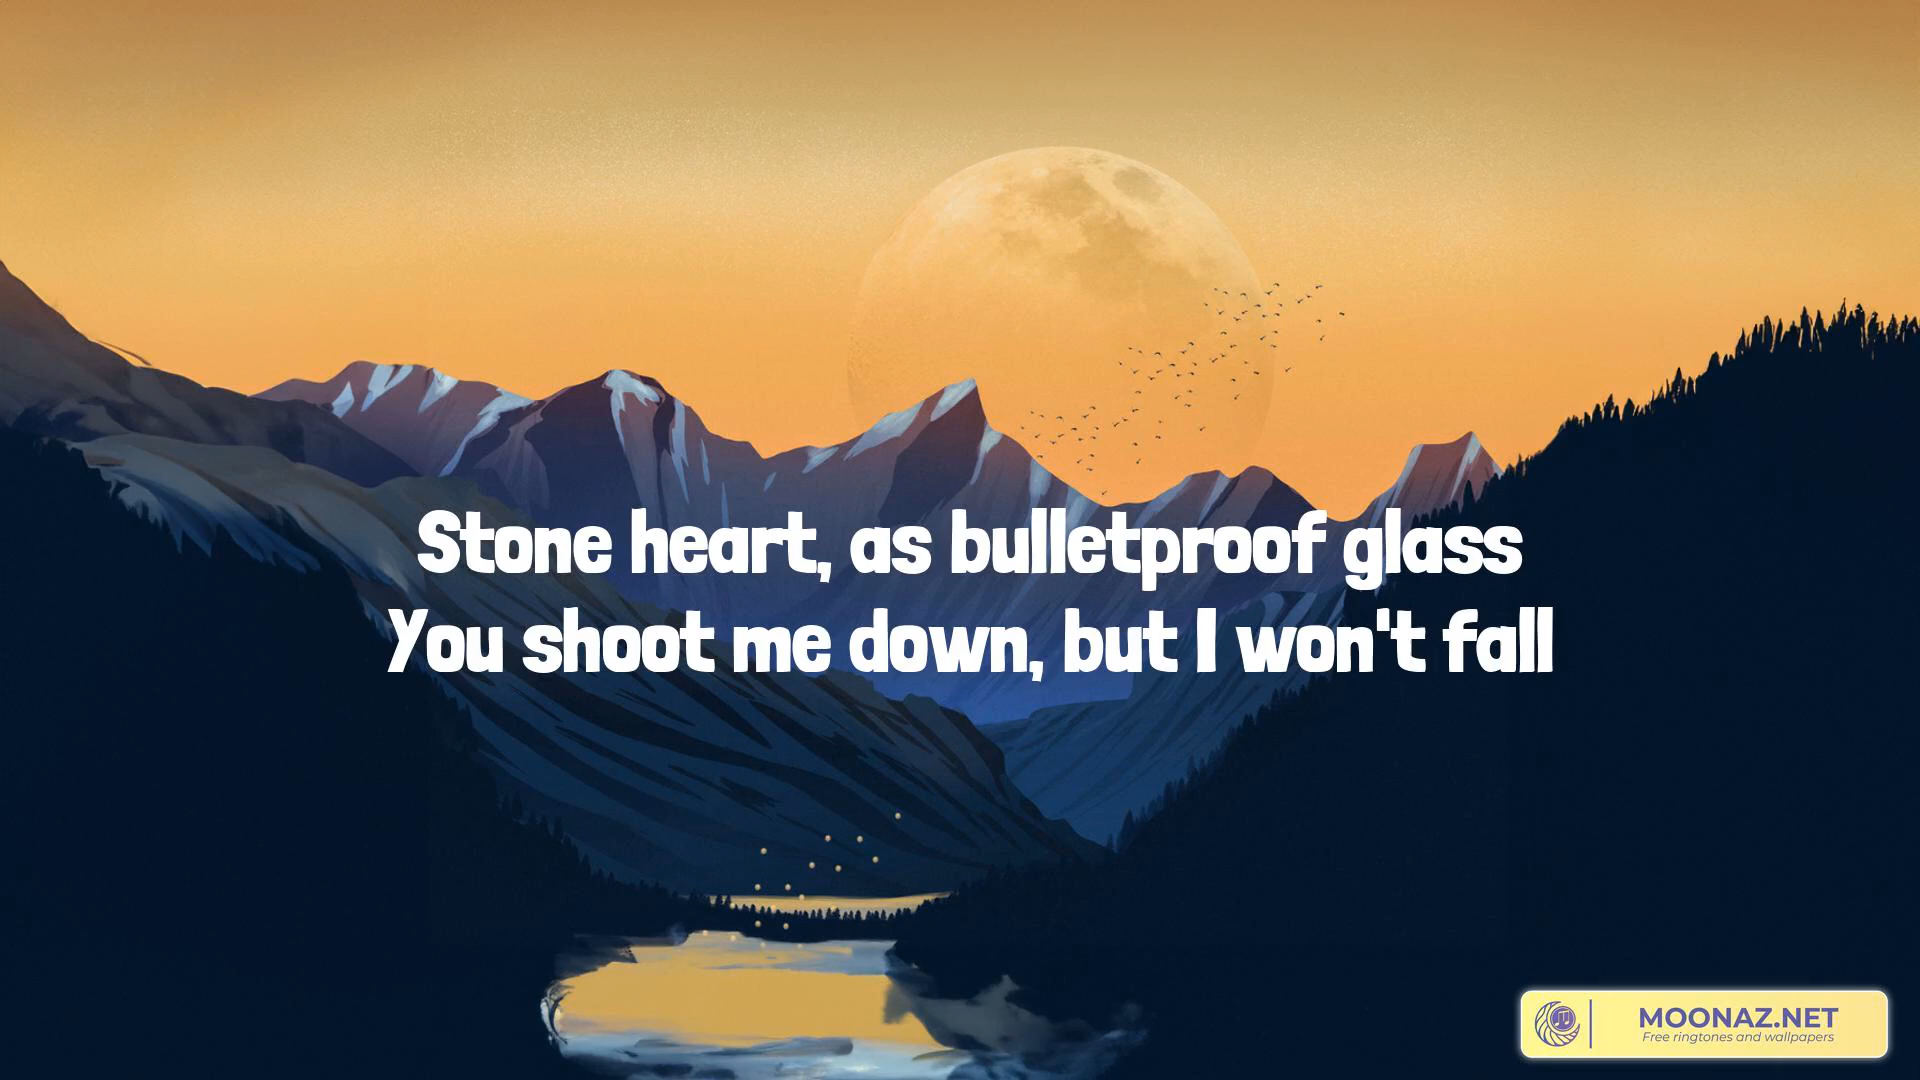 Stone heart, as bulletproof glass
You shoot me down, but I won't fall
MOONAZ.NET
Free ringtones and wallpapers